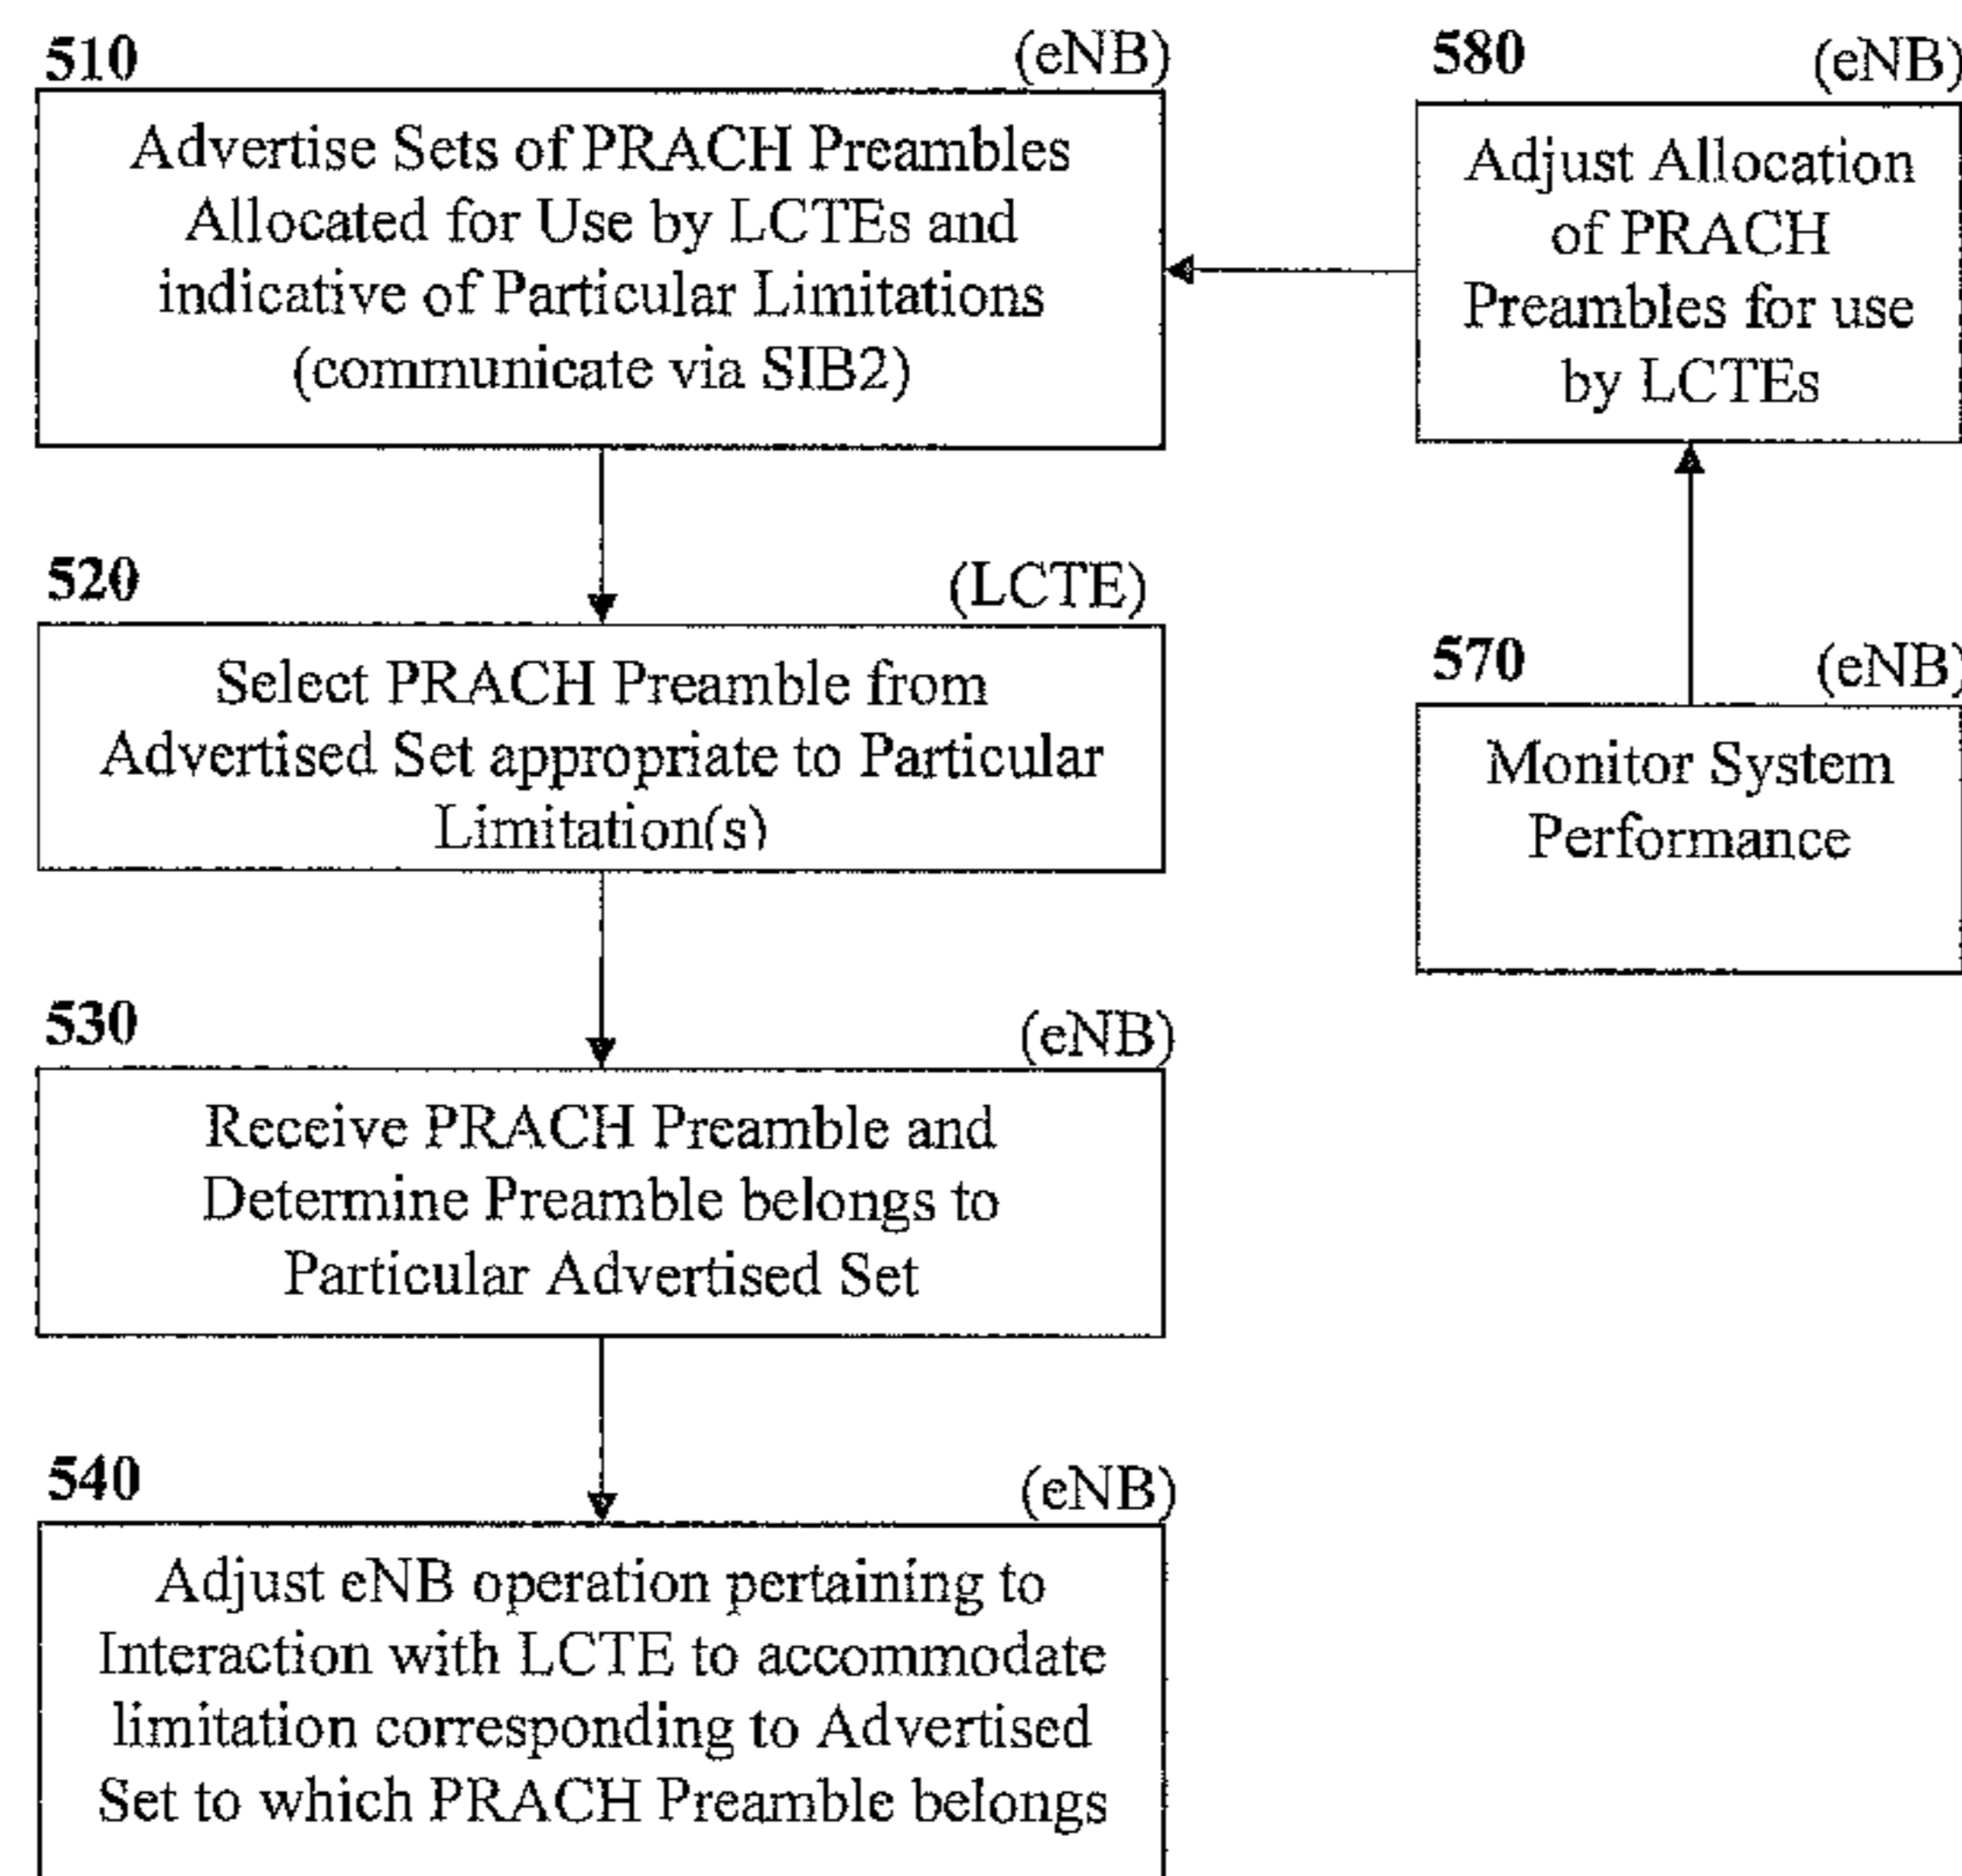 510
(eNB)
Advertise Sets of PRACH Preambles
Allocated for Use by LCTEs and
indicative of Particular Limitations
(communicate via SIB2)
520
(LCTE)
Select PRACH Preamble from
Advertised Set appropriate to Particular
Limitation(s)
530
(eNB)
Receive PRACH Preamble and
Determine Preamble belongs to
Particular Advertised Set
540
(eNB)
Adjust eNB operation pertaining to
Interaction with LCTE to accommodate
limitation corresponding to Advertised
Set to which PRACH Preamble belongs
580
(eNB)
Adjust Allocation
of PRACH
Preambles for use
by LCTEs
570
(eNB)
Monitor System
Performance